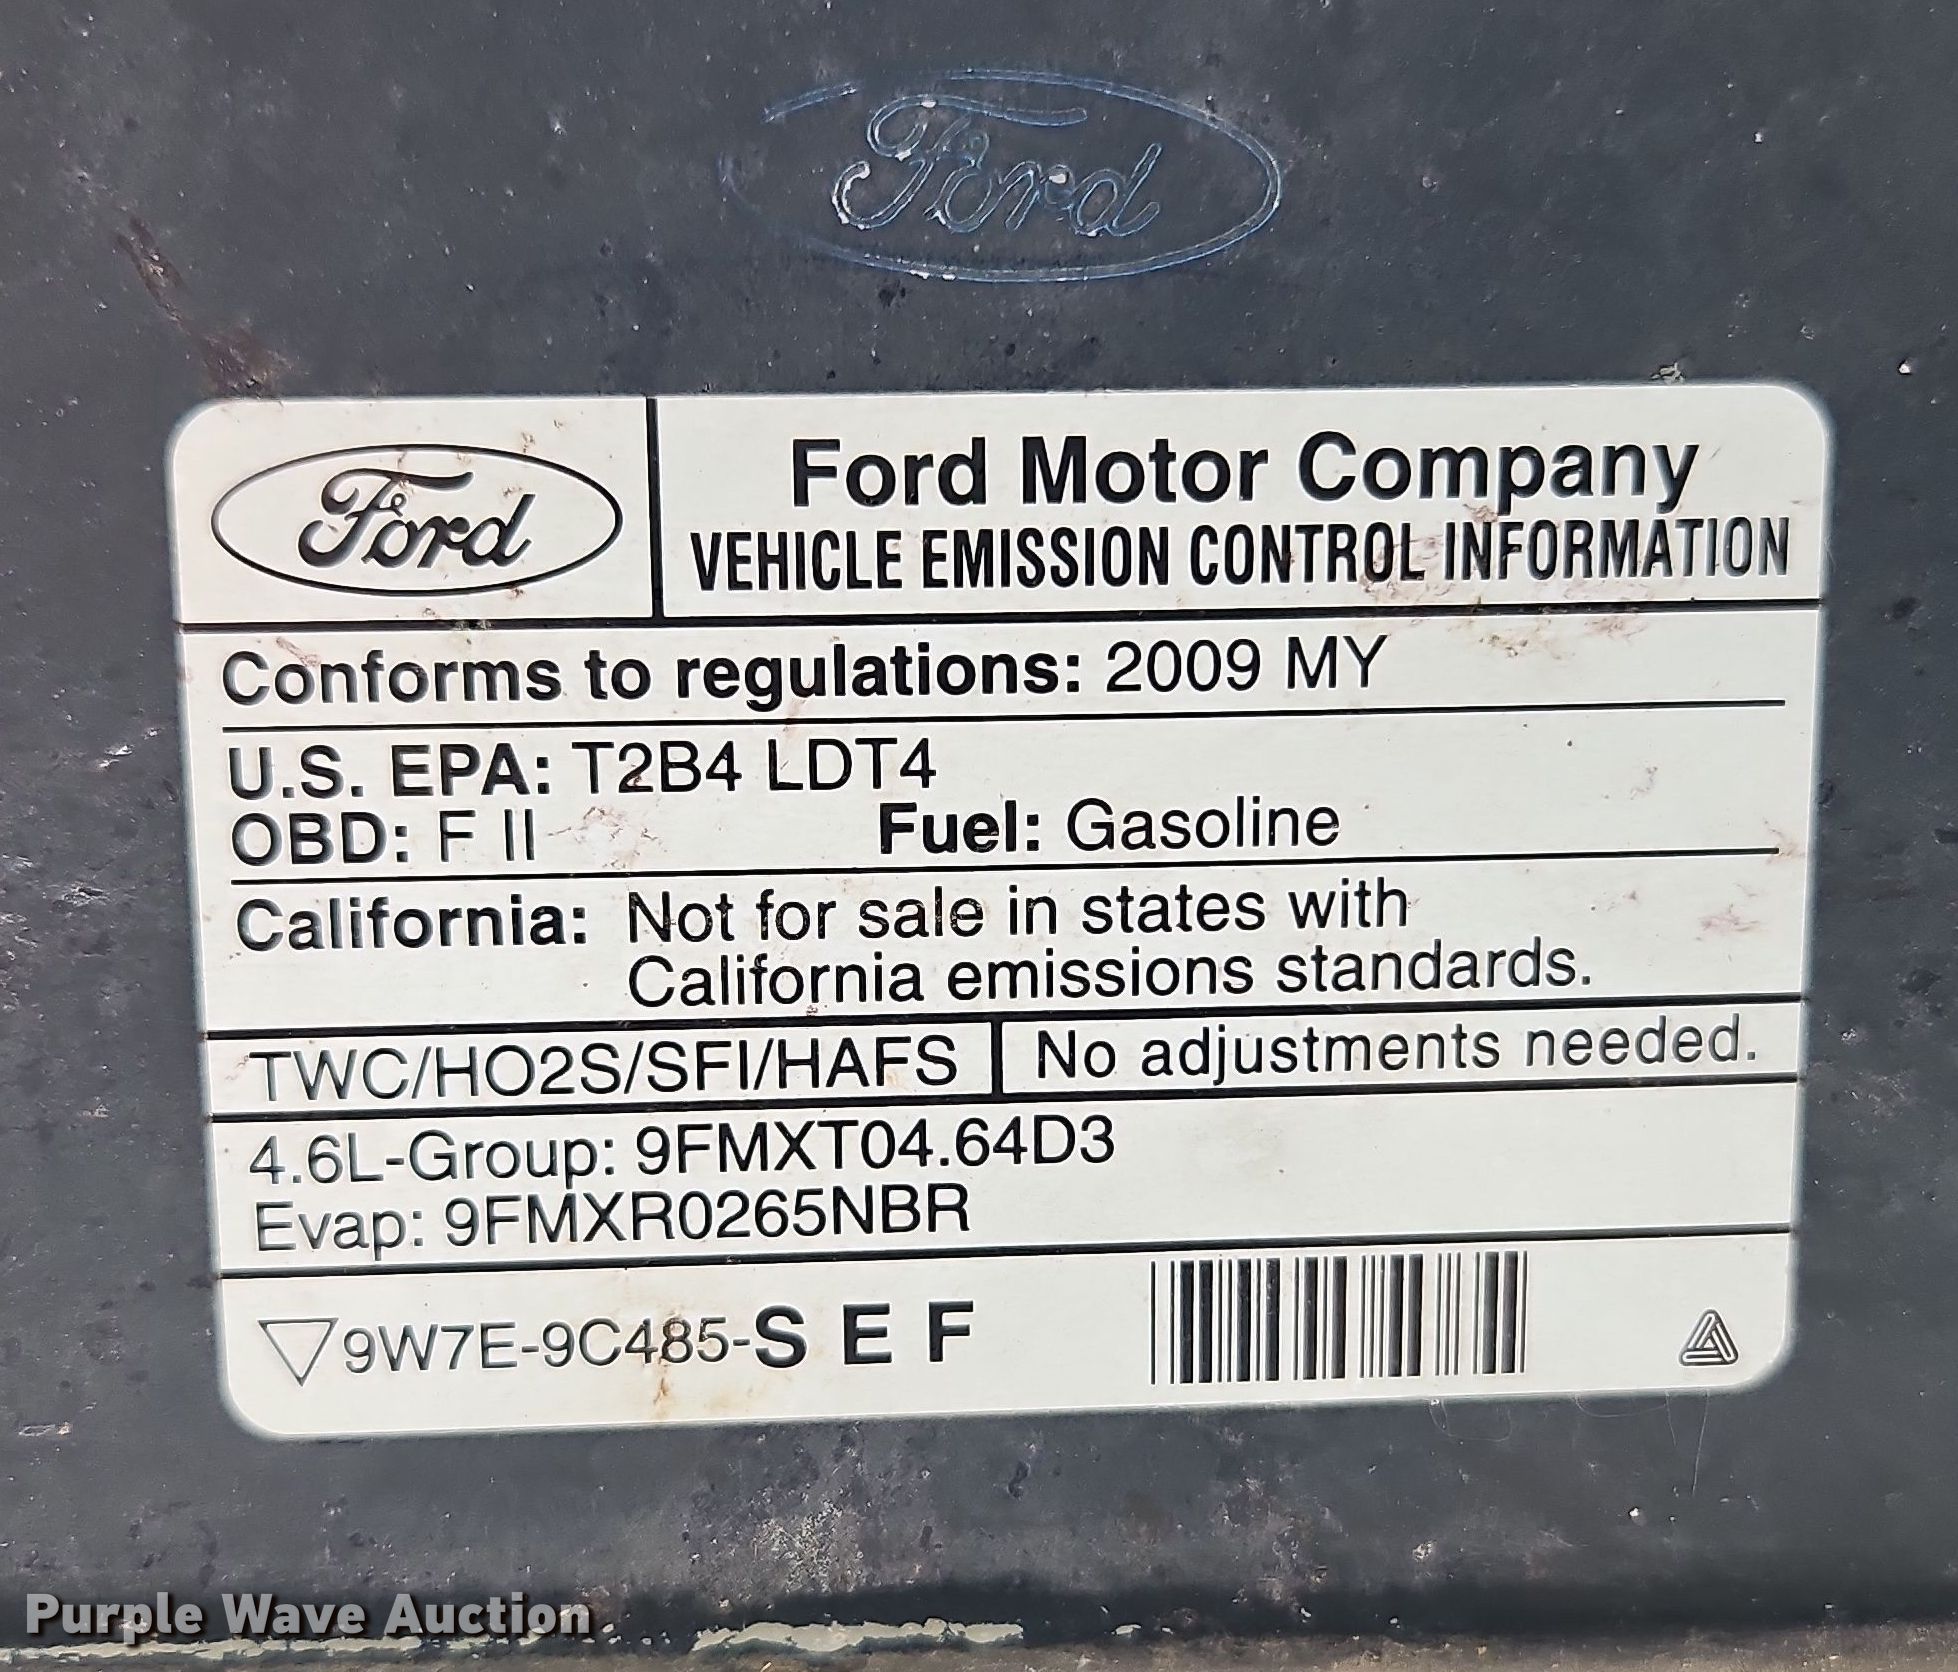 Ford
Ford
Ford Motor Company
VEHICLE EMISSION CONTROL INFORMATION
Conforms to regulations: 2009 MY
U.S. EPA: T2B4 LDT4
OBD: F II Fuel: Gasoline
California: Not for sale in states with
California emissions standards.
TWC/HO2S/SFI/HAFS No adjustments needed.
4.6L-Group: 9FMXT04.64D3
Evap: 9FMXR0265NBR
9W7E-9C485-S E F
Purple Wave Auction